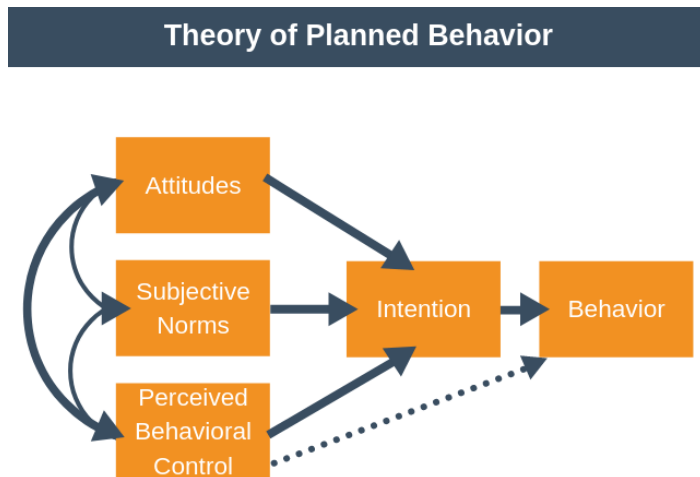 Theory of Planned Behavior
Attitudes
Subjective
Norms
Intention
Behavior
Perceived
Behavioral
Control